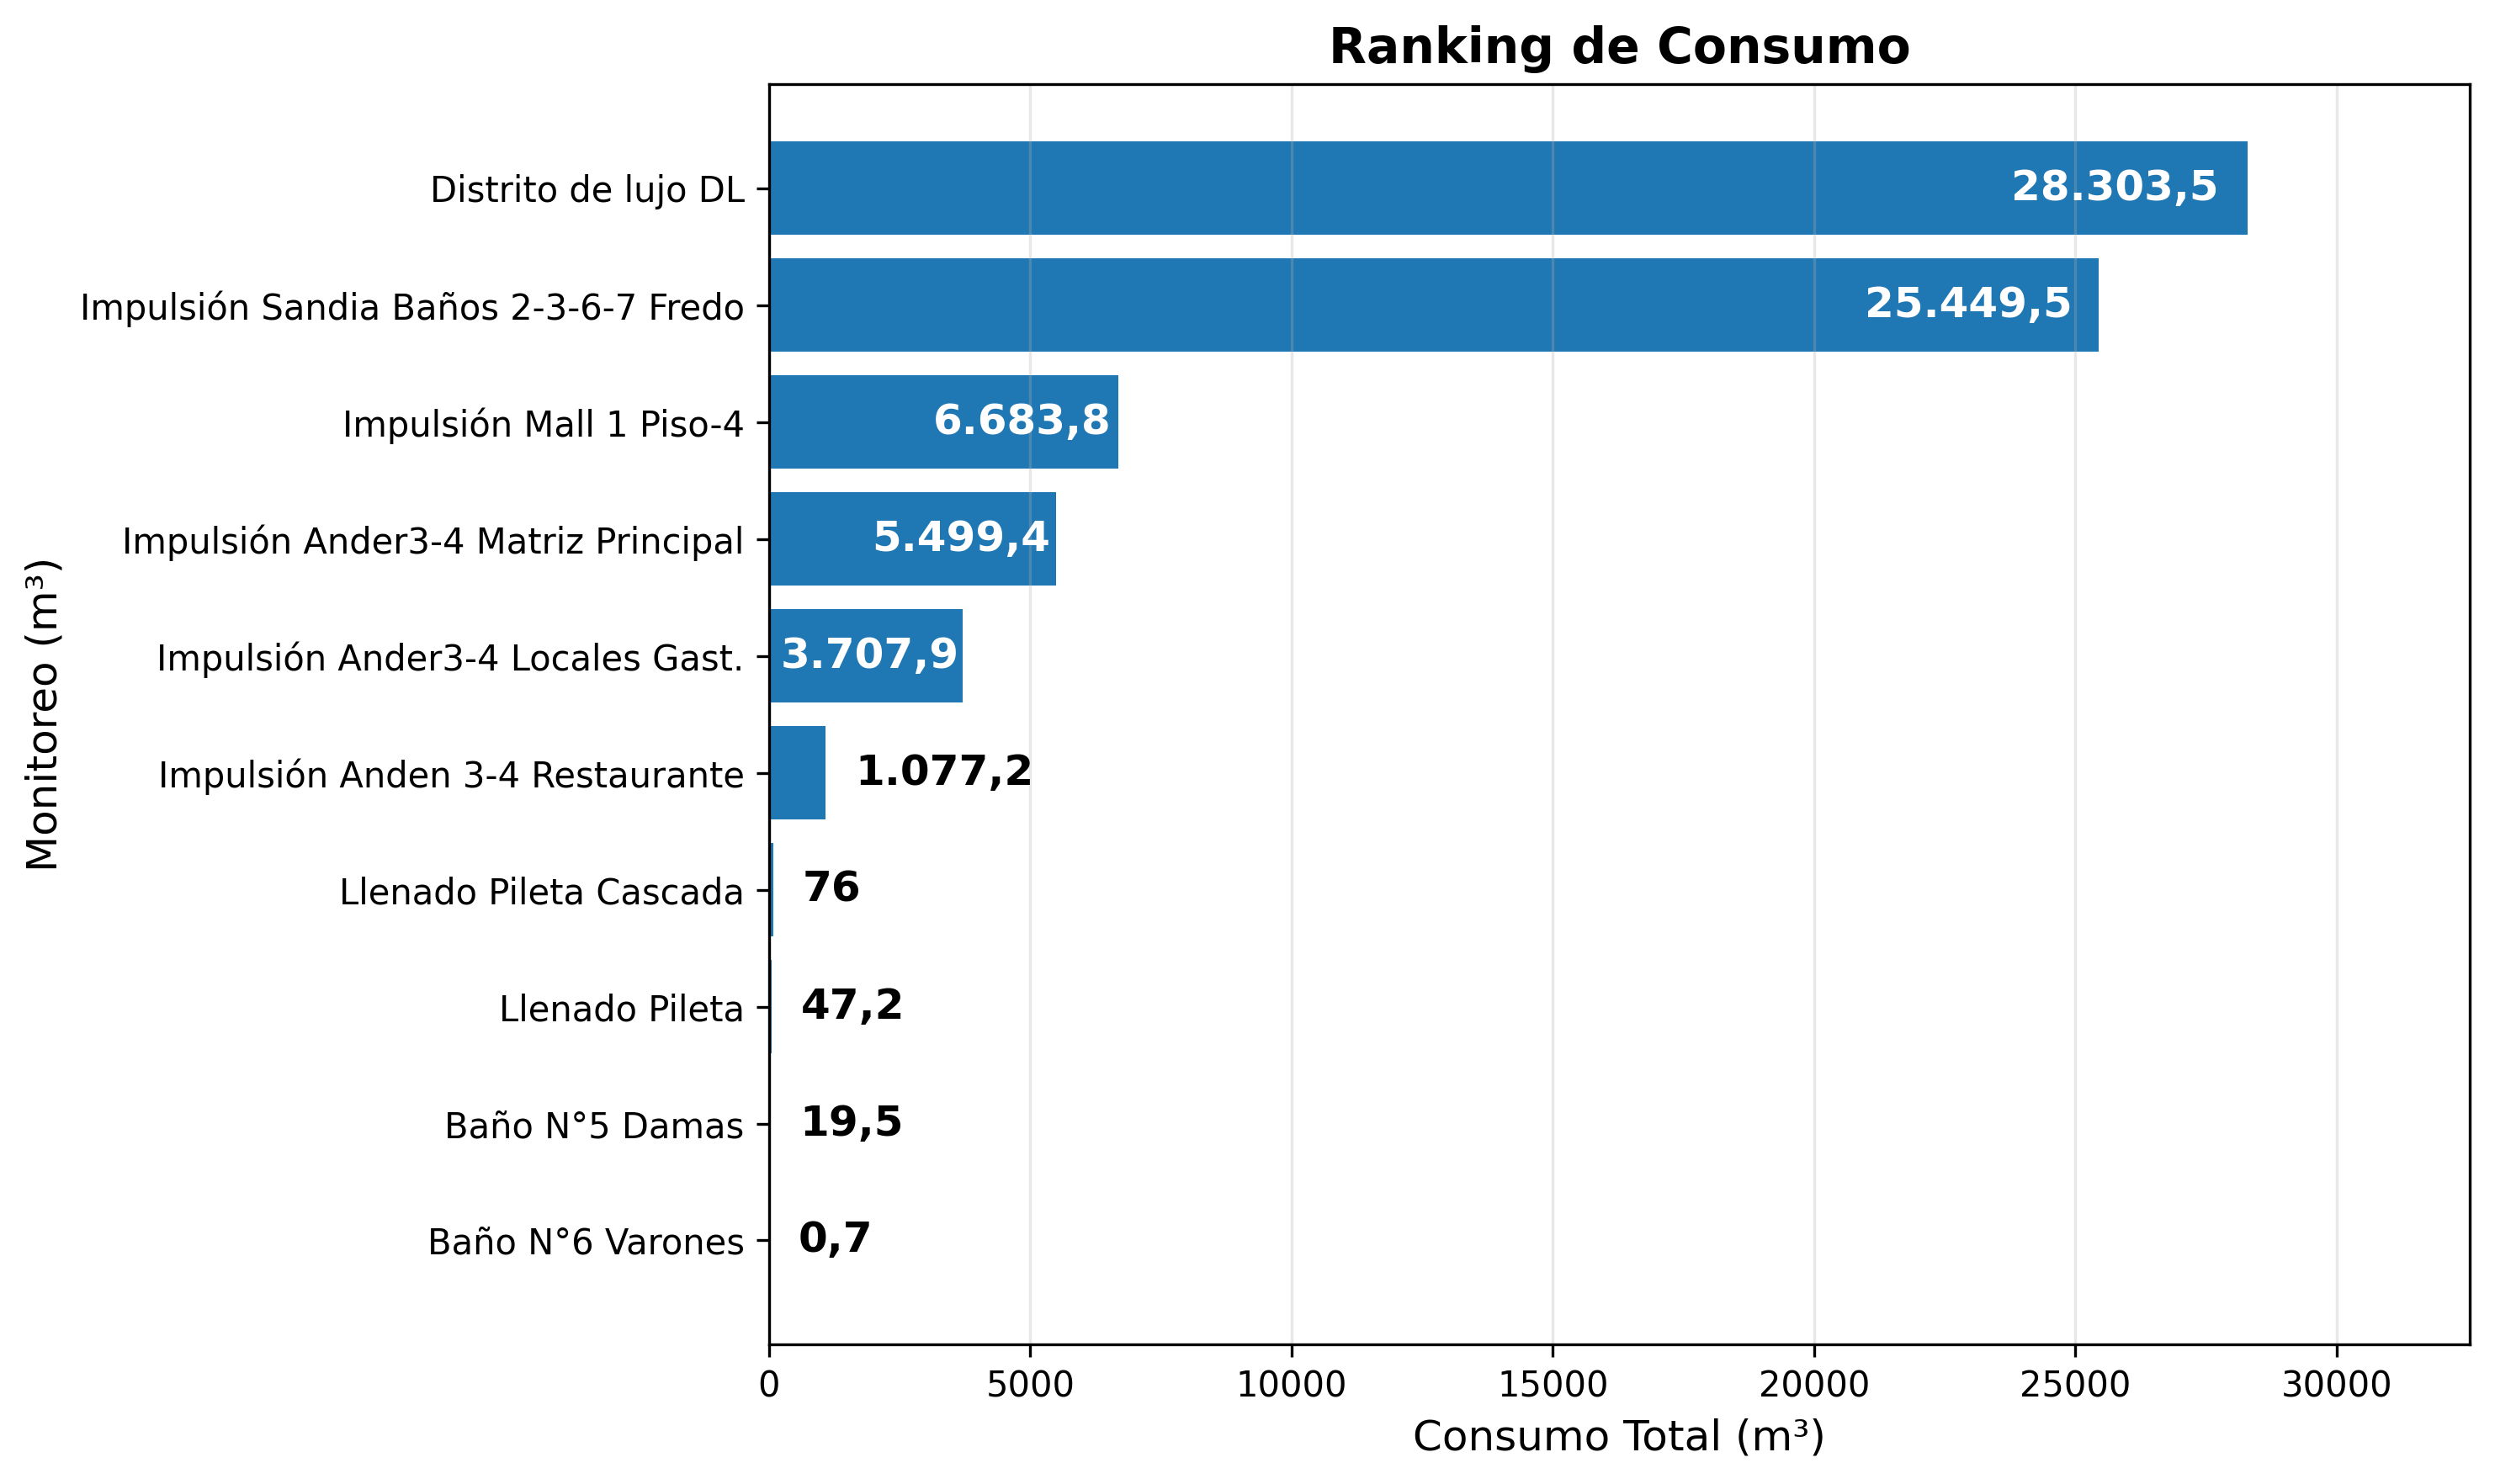 Ranking de Consumo
Distrito de lujo DL
28.303,5
Impulsión Sandia Baños 2-3-6-7 Fredo
25.449,5
Impulsión Mall 1 Piso-4
6.683,8
Impulsión Ander3-4 Matriz Principal
5.499,4
Impulsión Ander3-4 Locales Gast.
3.707,9
Impulsión Anden 3-4 Restaurante
1.077,2
Llenado Pileta Cascada
76
Llenado Pileta
47,2
Baño N°5 Damas
19,5
Baño N°6 Varones
0,7
Monitoreo (m³)
0 5000 10000 15000 20000 25000 30000
Consumo Total (m³)